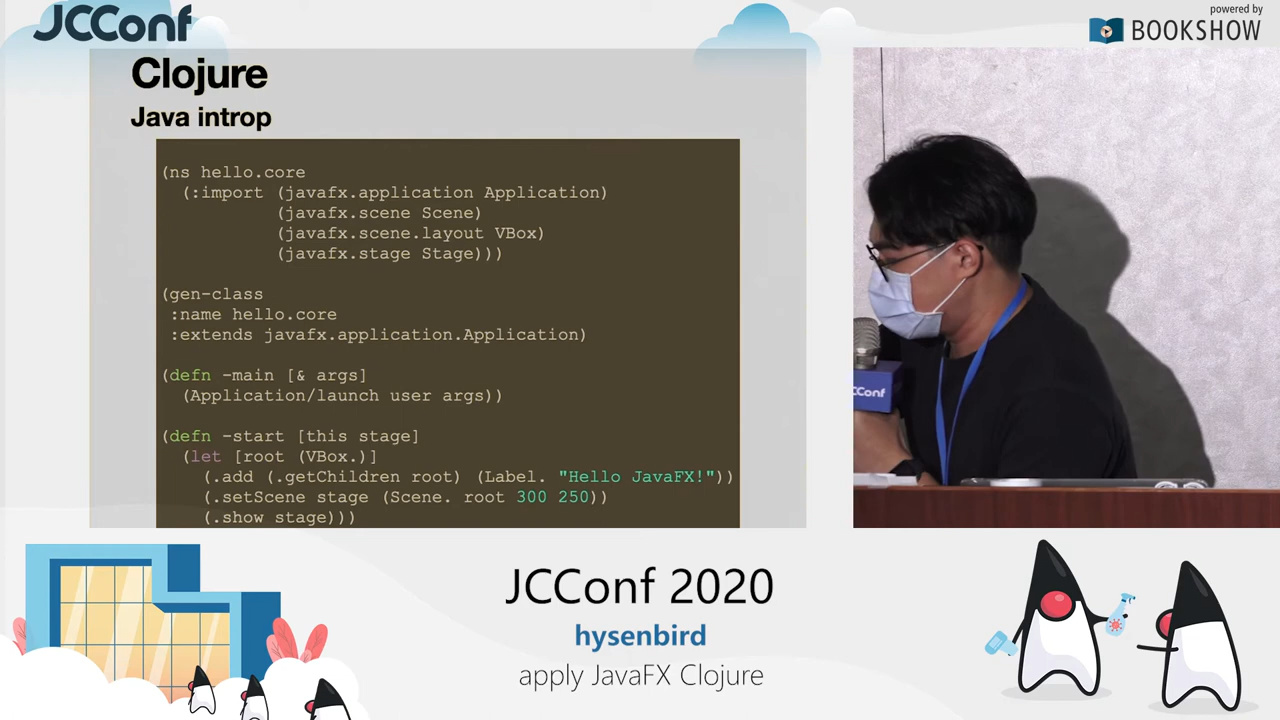 JCConf
powered by
BOOKSHOW
Clojure
Java introp
(ns hello.core
(:import (javafx.application Application)
(javafx.scene Scene)
(javafx.scene.layout VBox)
(javafx.stage Stage)))
(gen-class
:name hello.core
:extends javafx.application.Application)
(defn -main [& args]
(Application/launch user args))
(defn -start [this stage]
(let [root (VBox.)]
(.add (.getChildren root) (Label. "Hello JavaFX!"))
(.setScene stage (Scene. root 300 250))
(.show stage)))
CConf
JCConf 2020
hysenbird
apply JavaFX Clojure